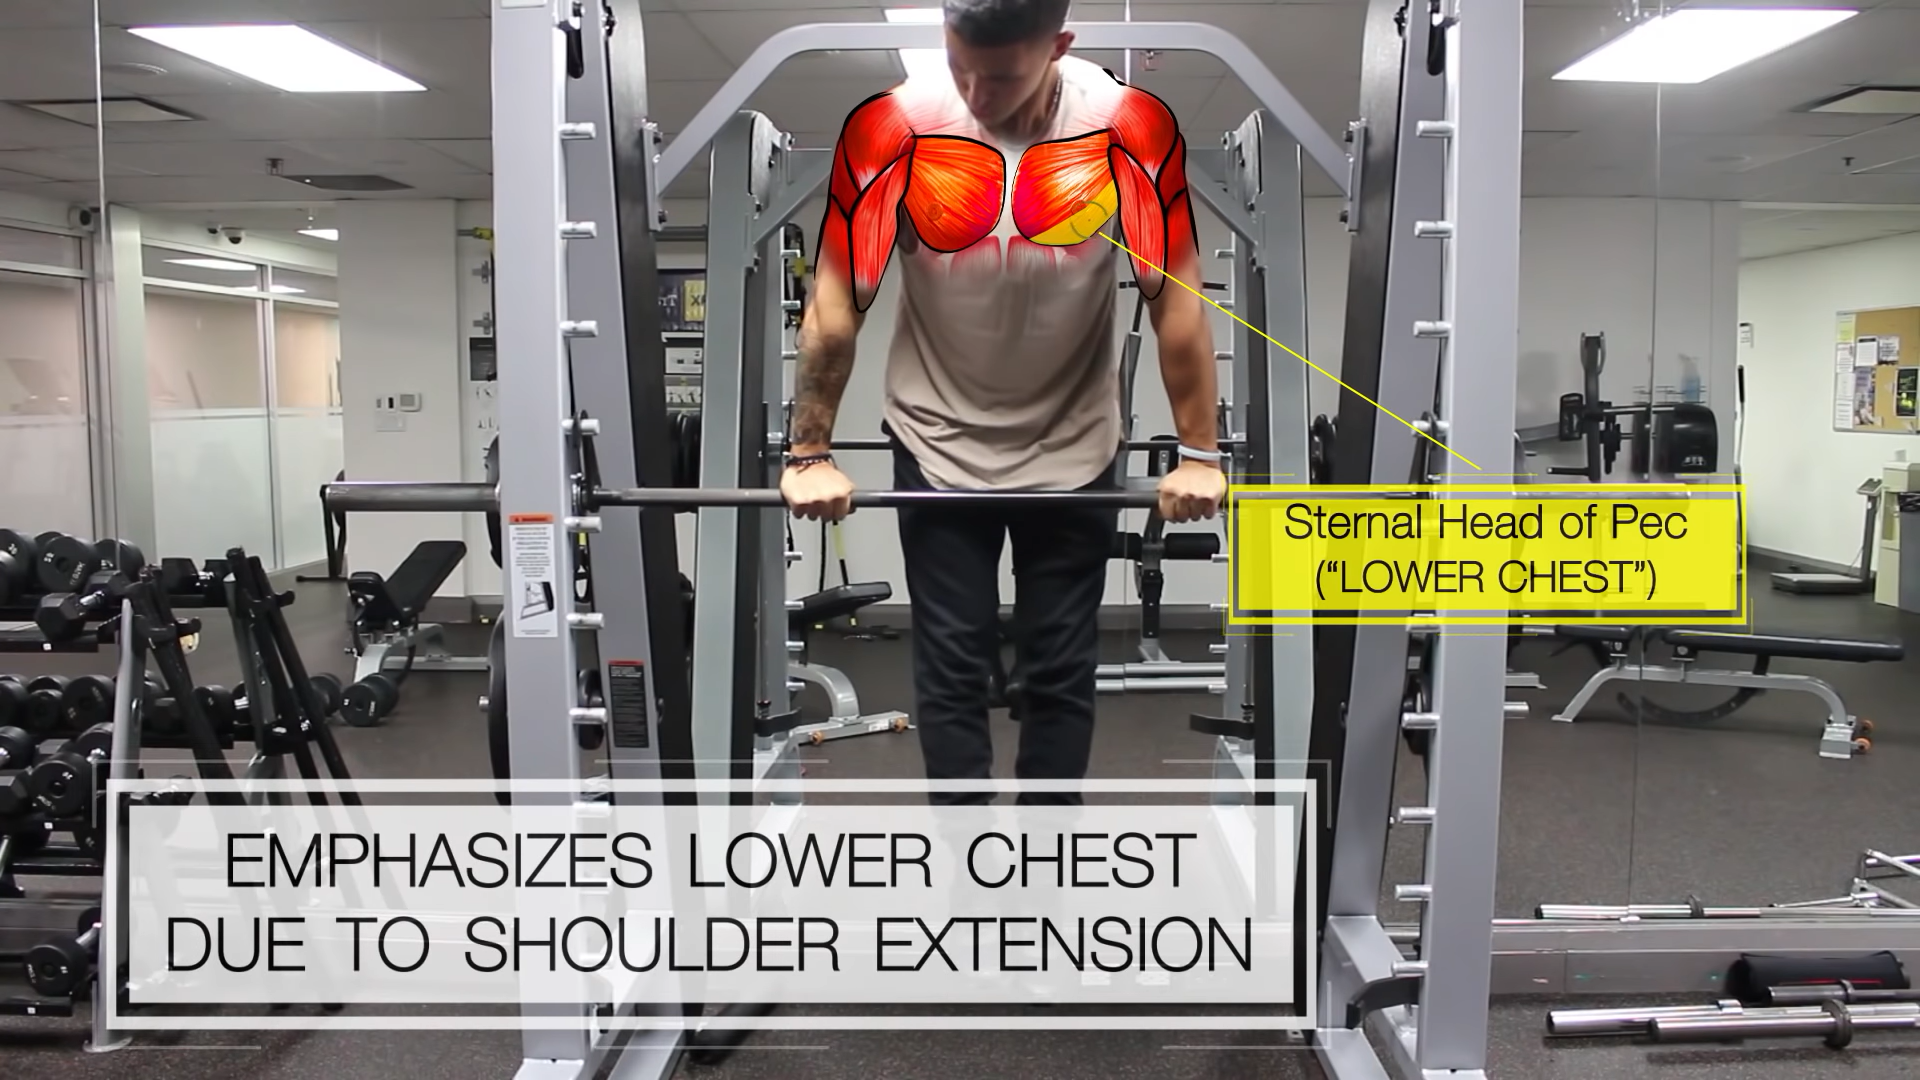 Sternal Head of Pec
(“LOWER CHEST”)
EMPHASIZES LOWER CHEST
DUE TO SHOULDER EXTENSION